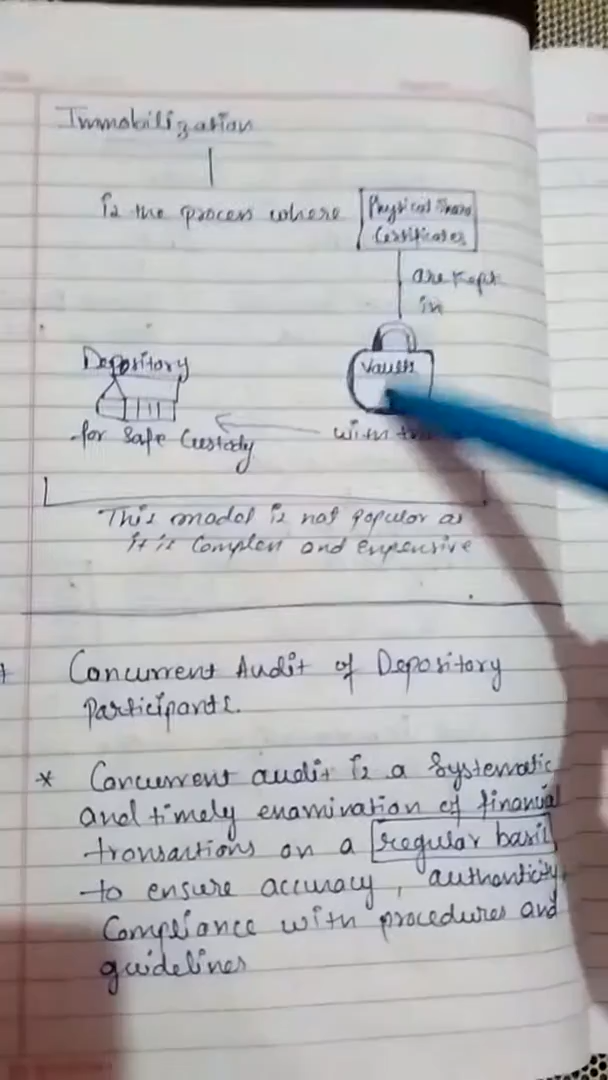 Immobilization
is the process where Physical Share
Certificates
are kept
in
Vaults
Depository
for Safe Custody
with
This model is not popular as
it is Complex and expensive
Concurrent Audit of Depository
Participants.
* Concurrent audit is a Systematic
and timely examination of financial
transactions on a regular basis
to ensure accuracy, authenticity,
Compliance with procedures and
guidelines